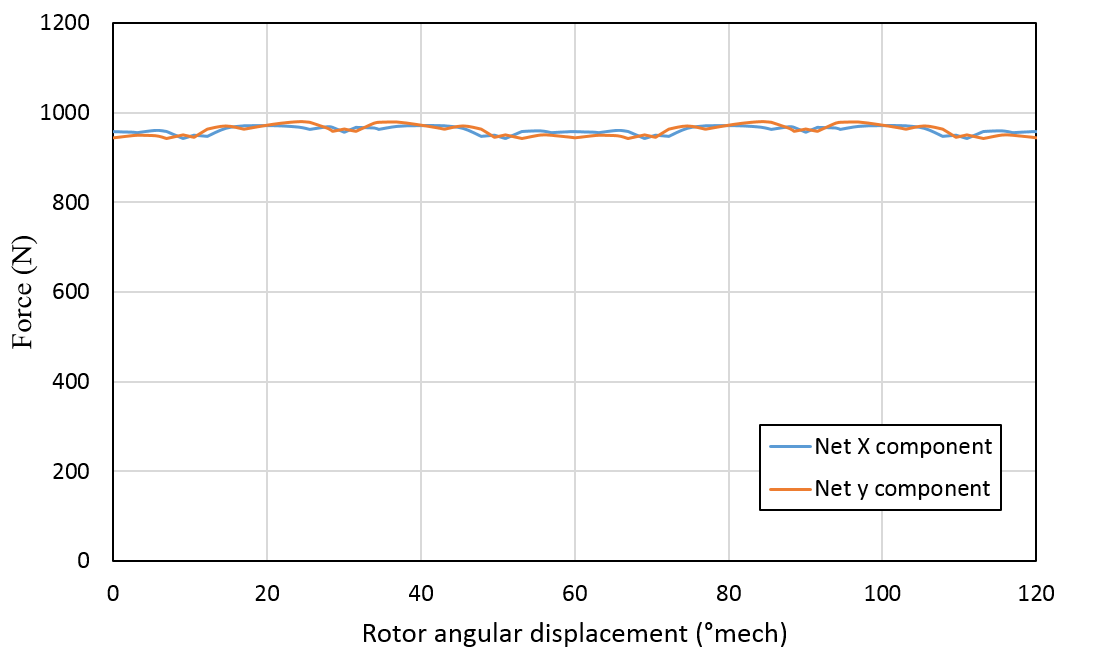 1200
1000
800
600
400
200
0
Force (N)
Net X component
Net y component
0 20 40 60 80 100 120
Rotor angular displacement (°mech)